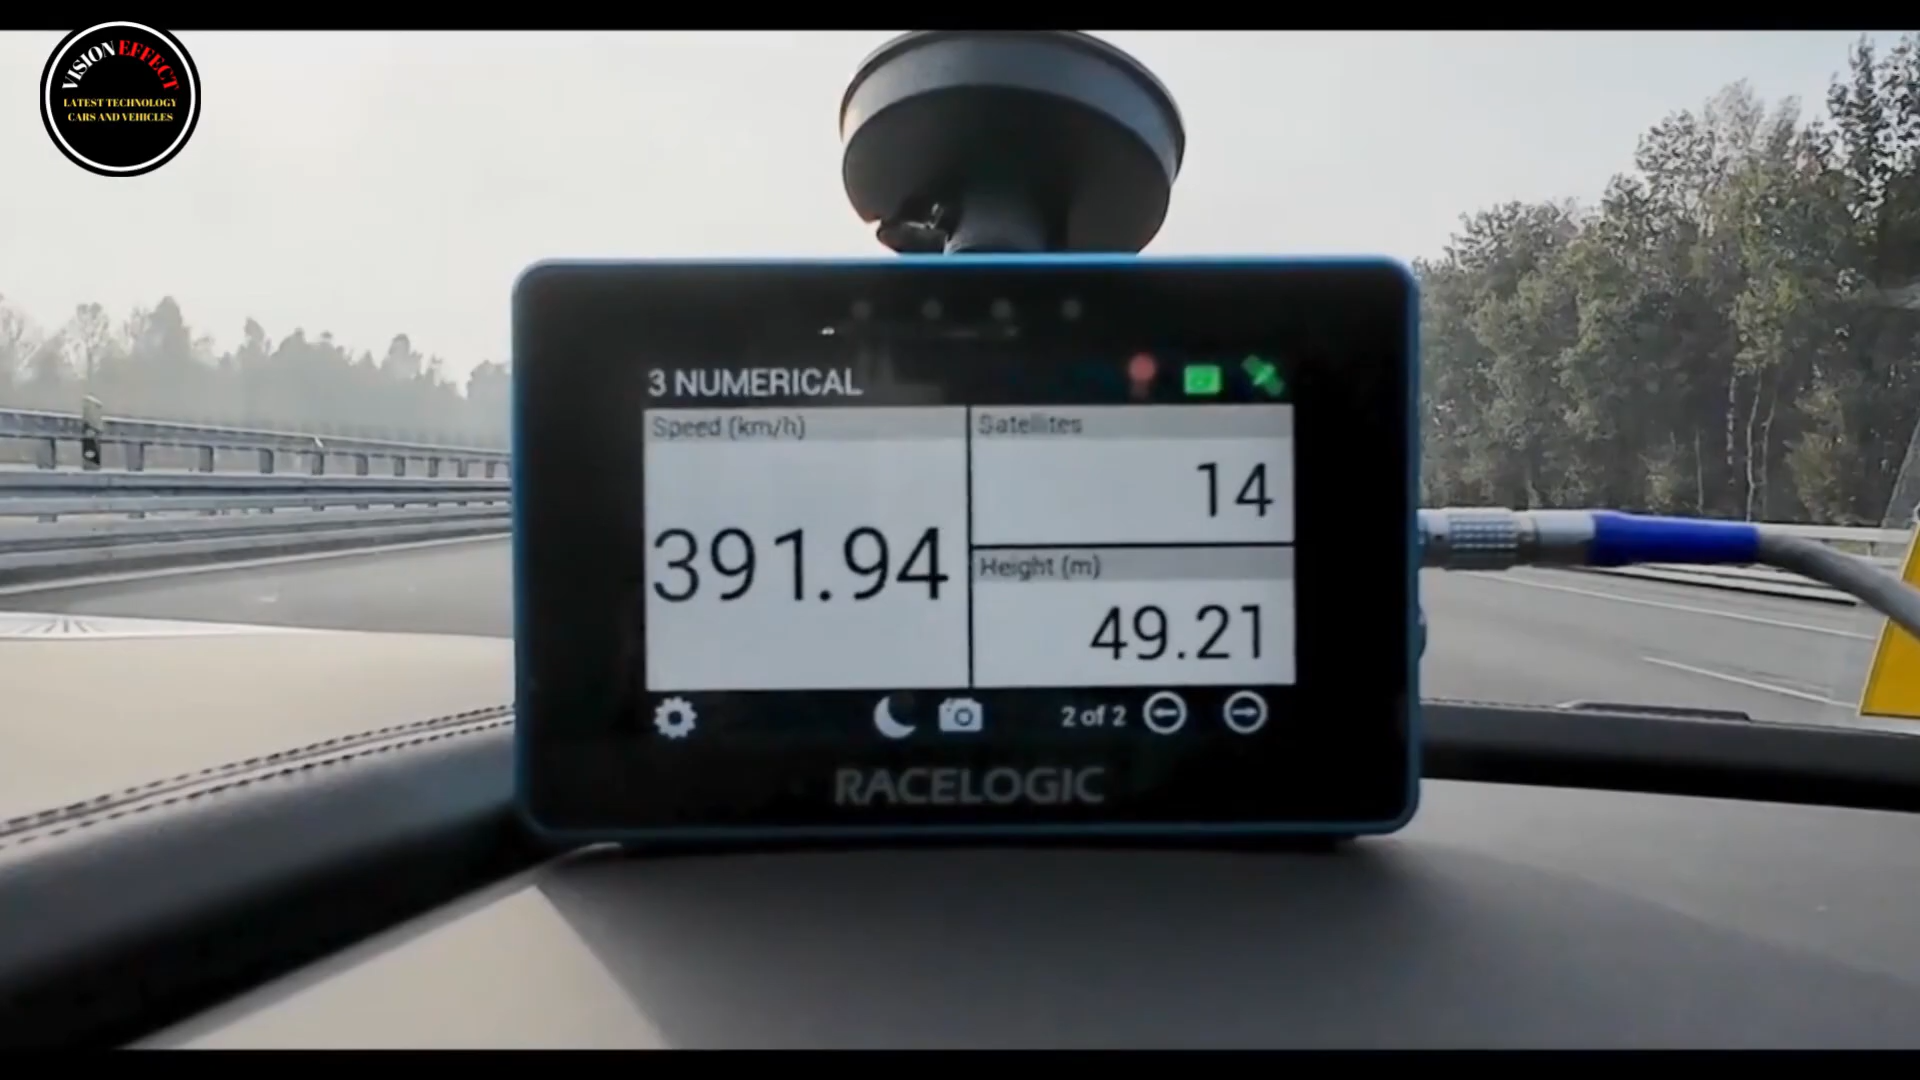 VISION EFFECT
LATEST TECHNOLOGY
CARS AND VEHICLES
3 NUMERICAL
Speed (km/h)
391.94
Satellites
14
Height (m)
49.21
2 of 2
RACELOGIC